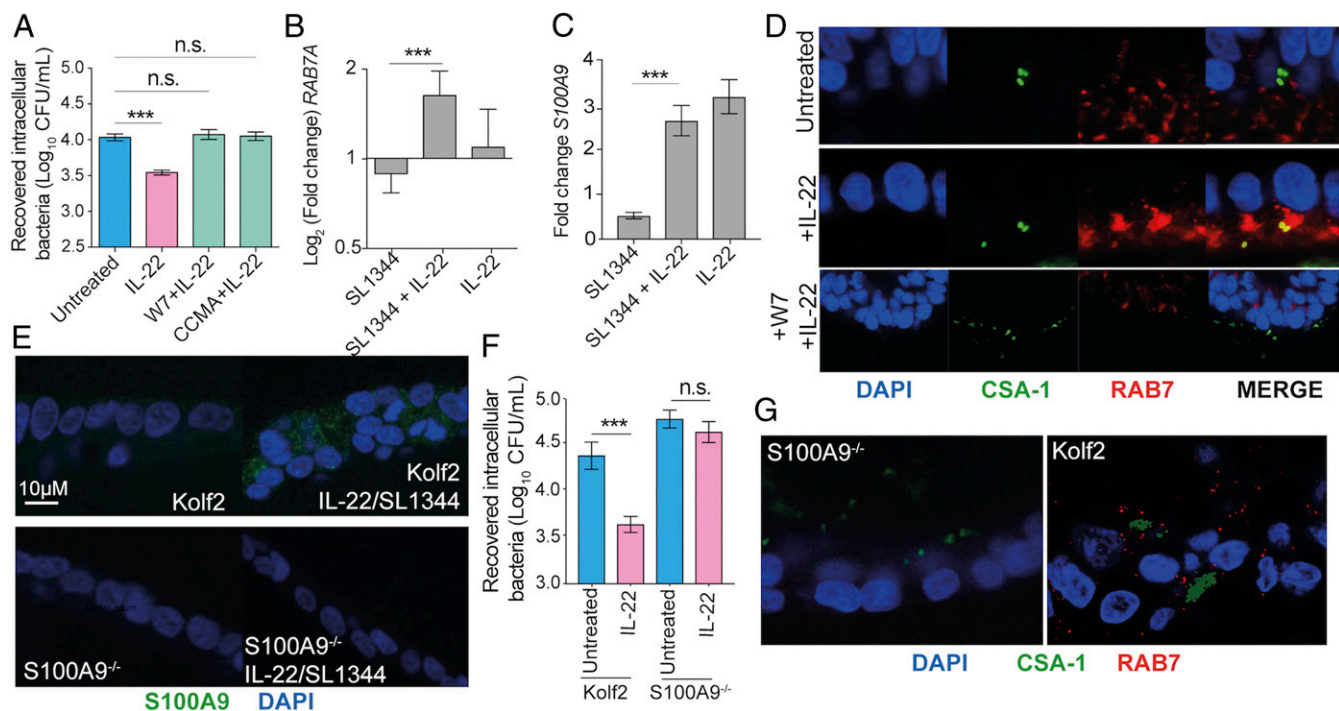 A
Recovered intracellular
bacteria (Log10 CFU/mL)
5.0
4.5
4.0
3.5
3.0
2.5
n.s.
n.s.
***
Untreated
IL-22
W7+IL-22
CCMA+IL-22
B
Log2 (Fold change) RAB7A
2
1
0.5
***
SL1344
SL1344 + IL-22
IL-22
C
Fold change S100A9
4
3
2
1
0
***
SL1344
SL1344 + IL-22
IL-22
D
Untreated
+IL-22
+W7
+IL-22
DAPI CSA-1 RAB7 MERGE
E
10µM
Kolf2
Kolf2
IL-22/SL1344
S100A9-/-
S100A9-/-
IL-22/SL1344
S100A9 DAPI
F
Recovered intracellular
bacteria (Log10 CFU/mL)
5.0
4.5
4.0
3.5
3.0
***
n.s.
Untreated
IL-22
Untreated
IL-22
Kolf2
S100A9-/-
G
S100A9-/-
Kolf2
DAPI CSA-1 RAB7